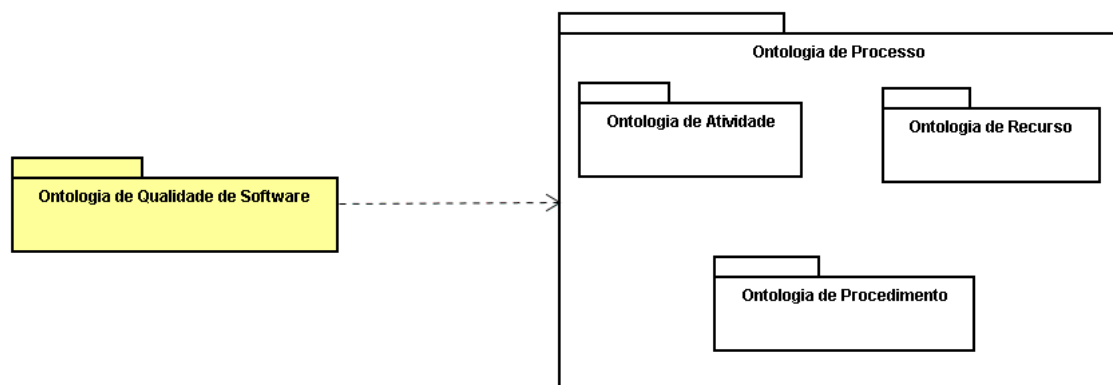 Ontologia de Processo
Ontologia de Atividade
Ontologia de Recurso
Ontologia de Qualidade de Software
Ontologia de Procedimento